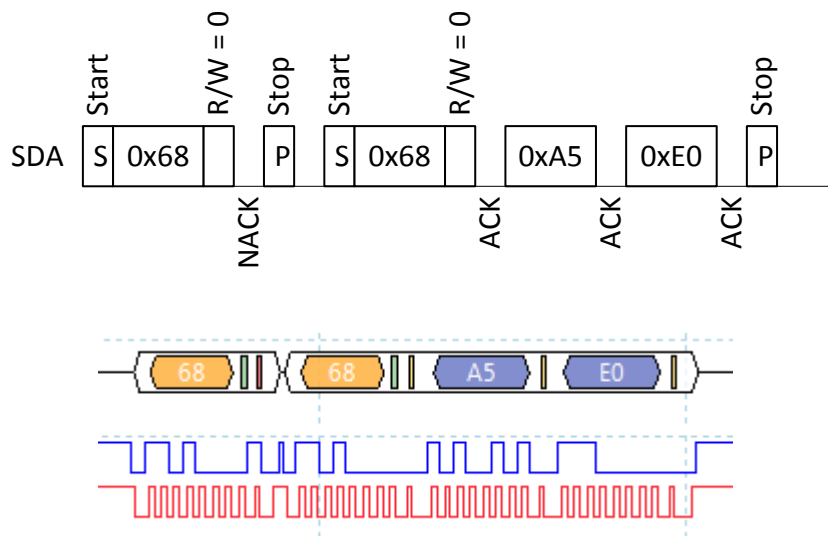 Start
R/W = 0
Stop
Start
R/W = 0
Stop
SDA S 0x68 P S 0x68 0xA5 0xE0 P
NACK
ACK
ACK
ACK
68 68 A5 E0